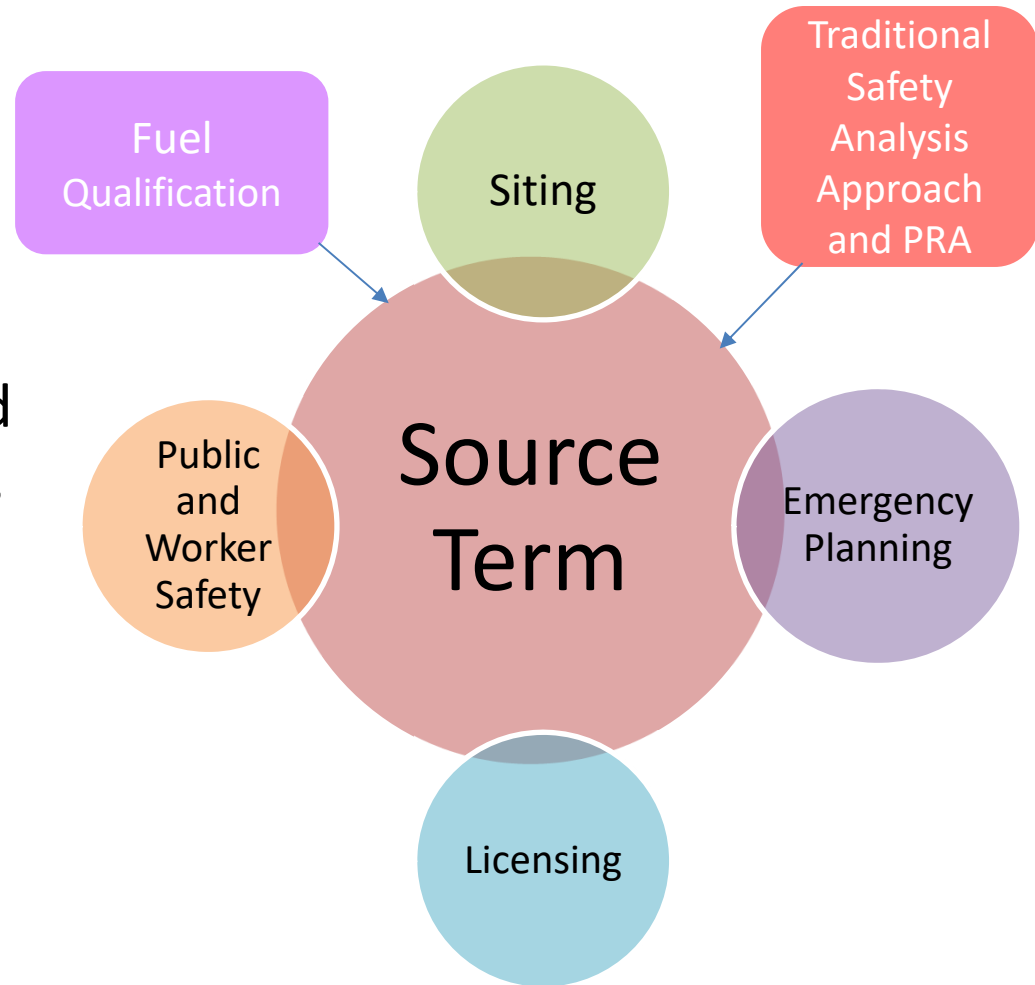 Traditional
Safety
Analysis
Approach
and PRA
Fuel
Qualification
Siting
d
Source
Term
Public
and
Worker
Safety
Emergency
Planning
Licensing